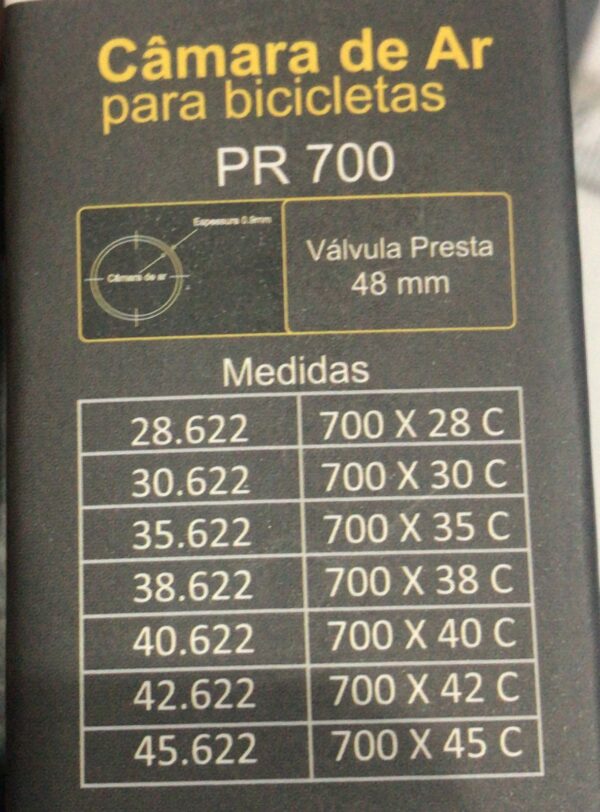 Câmara de Ar
para bicicletas
PR 700
Espessura 0.9mm
Câmara de ar
Válvula Presta
48 mm
Medidas
28.622 700 X 28 C
30.622 700 X 30 C
35.622 700 X 35 C
38.622 700 X 38 C
40.622 700 X 40 C
42.622 700 X 42 C
45.622 700 X 45 C